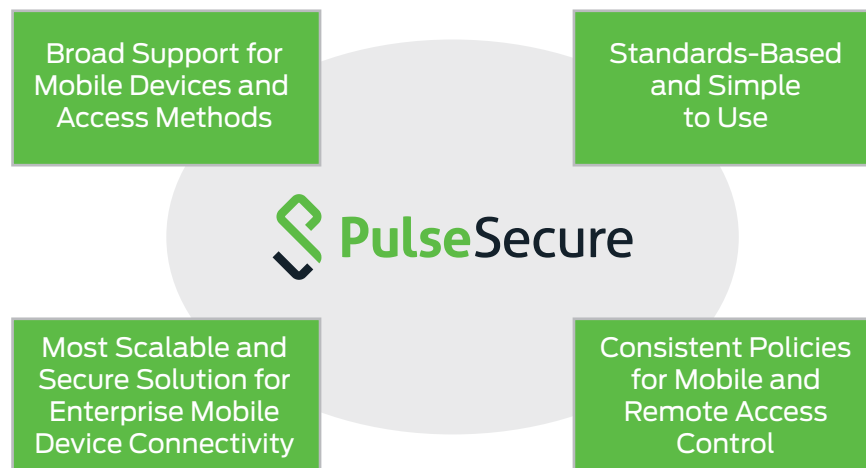 Broad Support for
Mobile Devices and
Access Methods
Standards-Based
and Simple
to Use
PulseSecure
Most Scalable and
Secure Solution for
Enterprise Mobile
Device Connectivity
Consistent Policies
for Mobile and
Remote Access
Control